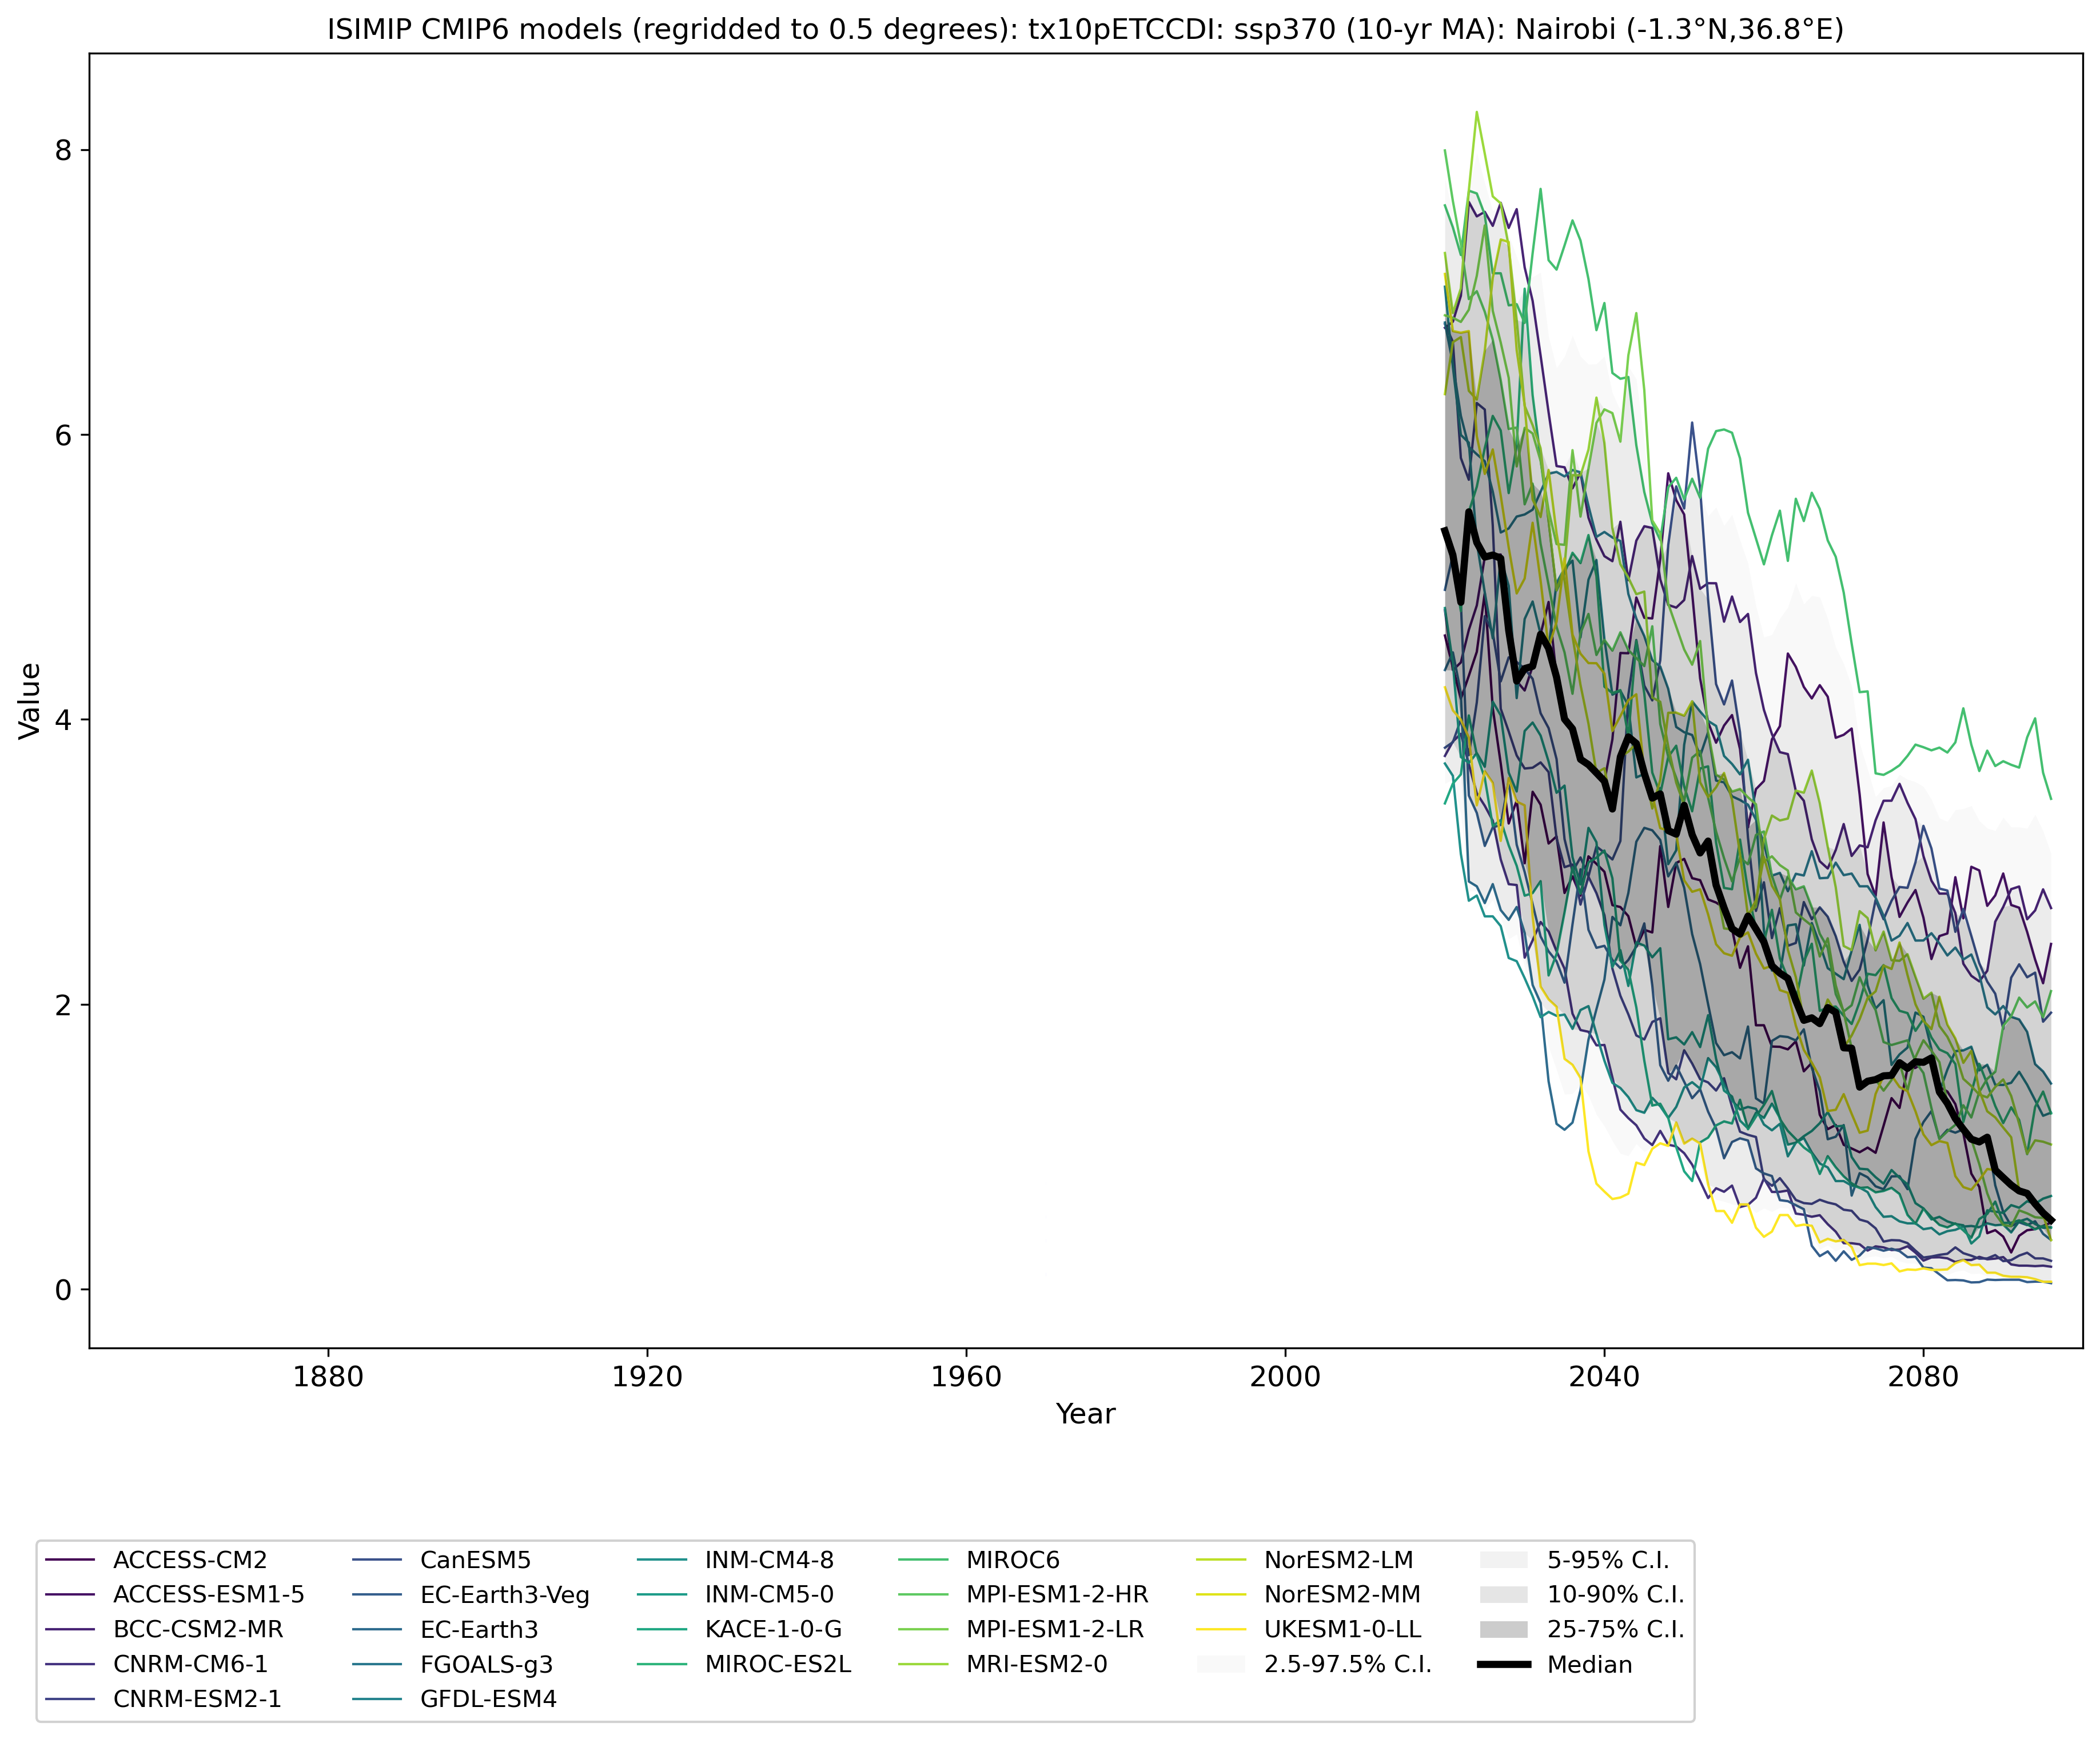 ISIMIP CMIP6 models (regridded to 0.5 degrees): tx10pETCCDI: ssp370 (10-yr MA): Nairobi (-1.3°N,36.8°E)
8
6
4
2
0
Value
1880 1920 1960 2000 2040 2080
Year
ACCESS-CM2 CanESM5 INM-CM4-8 MIROC6 NorESM2-LM 5-95% C.I.
ACCESS-ESM1-5 EC-Earth3-Veg INM-CM5-0 MPI-ESM1-2-HR NorESM2-MM 10-90% C.I.
BCC-CSM2-MR EC-Earth3 KACE-1-0-G MPI-ESM1-2-LR UKESM1-0-LL 25-75% C.I.
CNRM-CM6-1 FGOALS-g3 MIROC-ES2L MRI-ESM2-0 2.5-97.5% C.I. Median
CNRM-ESM2-1 GFDL-ESM4